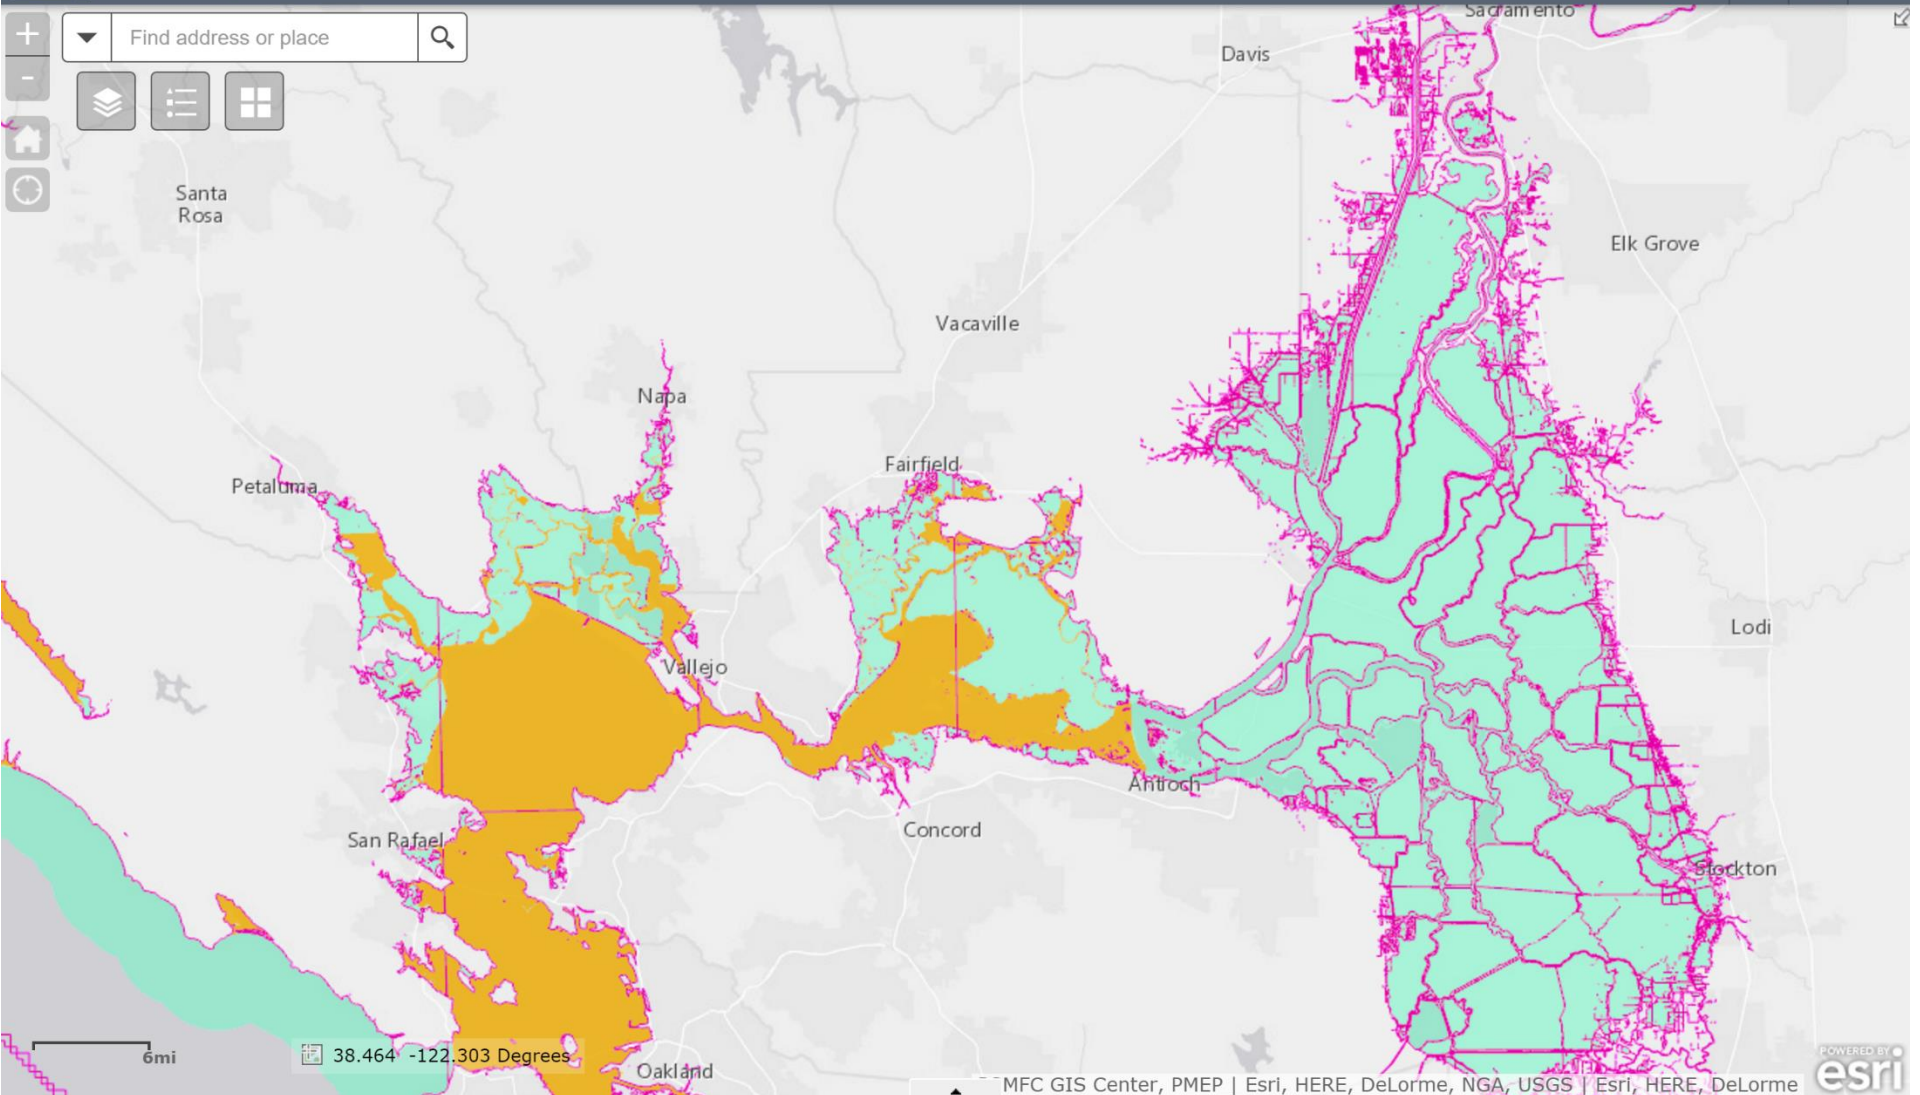 Sacramento
+
Find address or place
-
Davis
Santa
Rosa
Elk Grove
Vacaville
Napa
Fairfield
Petaluma
Lodi
Vallejo
Antioch
Concord
San Rafael
Stockton
6mi
38.464 -122.303 Degrees
Oakland
MFC GIS Center, PMEP | Esri, HERE, DeLorme, NGA, USGS | Esri, HERE, DeLorme
POWERED BY
esri